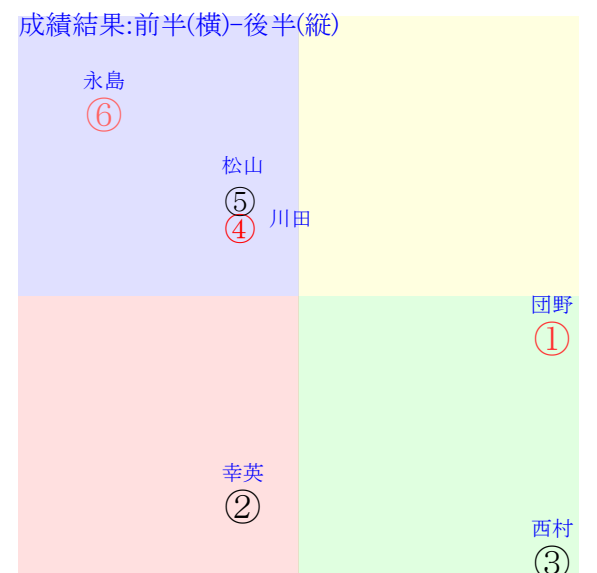 成績結果:前半(横)-後半(縦)
永島
⑥
松山
⑤
川田
④
団野
①
幸英
②
西村
③